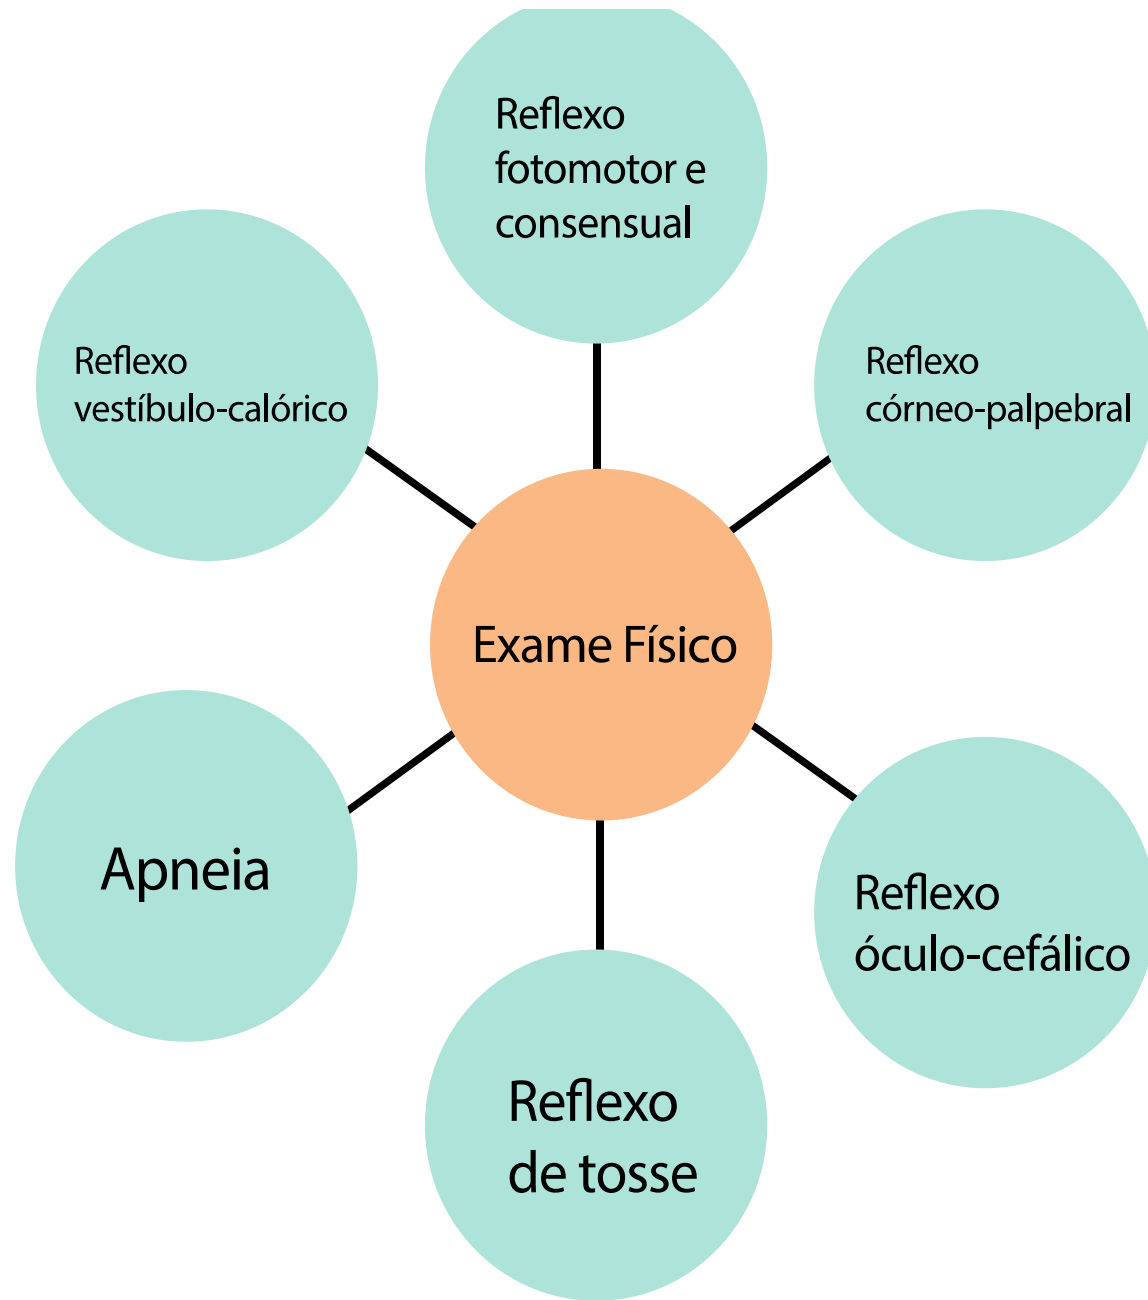 Reflexo
fotomotor e
consensual
Reflexo
vestíbulo-calórico
Reflexo
córneo-palpebral
Exame Físico
Apneia
Reflexo
óculo-cefálico
Reflexo
de tosse